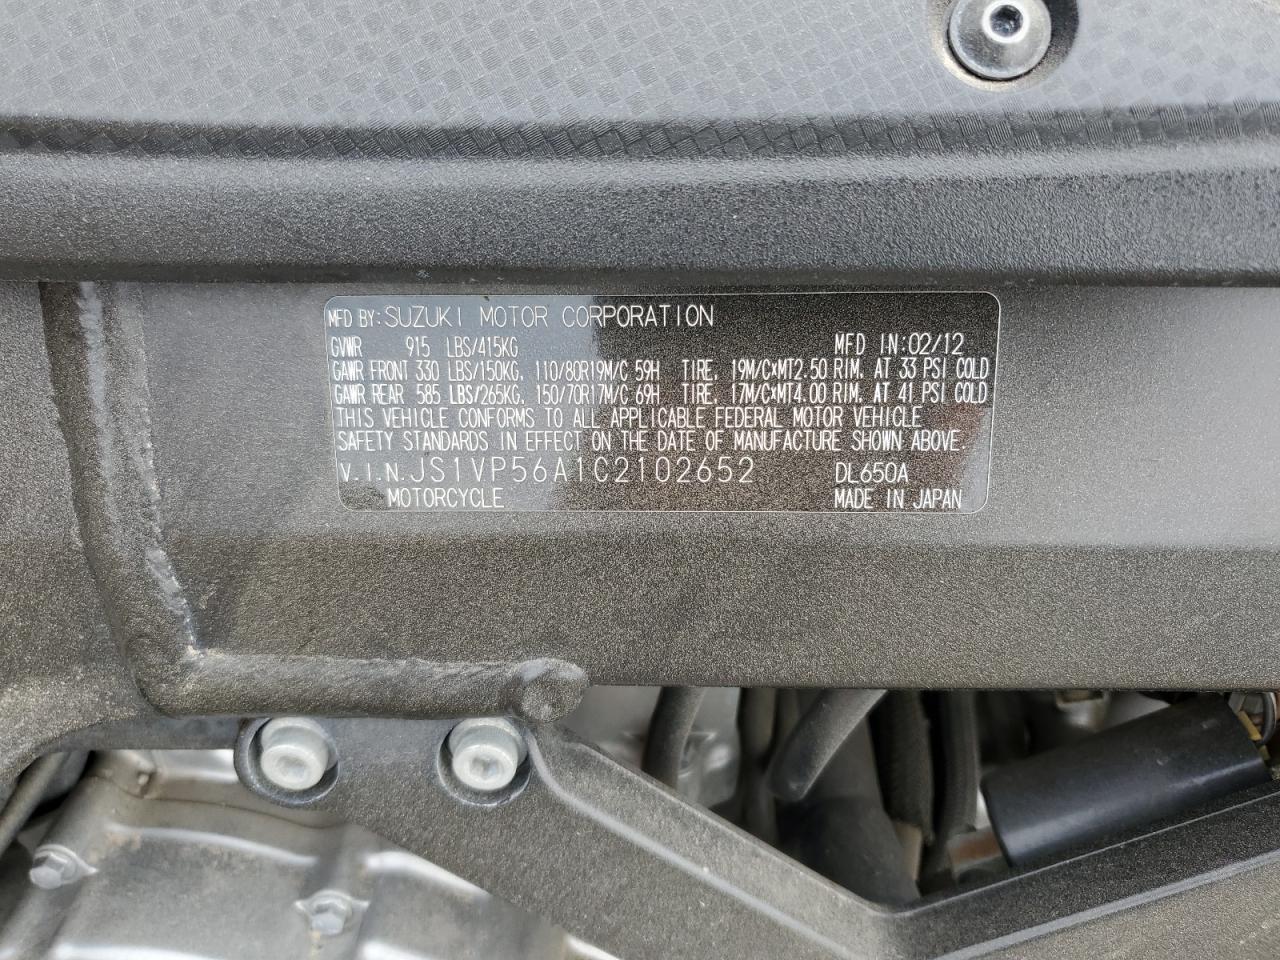 MFD BY: SUZUKI MOTOR CORPORATION
GVWR 915 LBS/415KG MFD IN: 02/12
GAWR FRONT 330 LBS/150KG, 110/80R19M/C 59H TIRE, 19M/C×MT2.50 RIM, AT 33 PSI COLD
GAWR REAR 585 LBS/265KG, 150/70R17M/C 69H TIRE, 17M/C×MT4.00 RIM, AT 41 PSI COLD
THIS VEHICLE CONFORMS TO ALL APPLICABLE FEDERAL MOTOR VEHICLE
SAFETY STANDARDS IN EFFECT ON THE DATE OF MANUFACTURE SHOWN ABOVE.
V.I.N. JS1VP56A1C2102652 DL650A
MOTORCYCLE MADE IN JAPAN